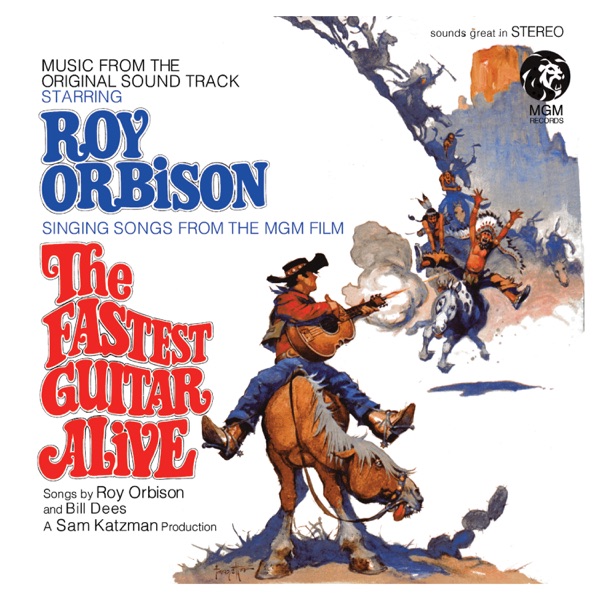 sounds great in STEREO
MUSIC FROM THE
ORIGINAL SOUND TRACK
STARRING
ROY
ORBiSON
SINGING SONGS FROM THE MGM FILM
The
FASTEST
GUITAR
ALiVE
Songs by Roy Orbison
and Bill Dees
A Sam Katzman Production
MGM
RECORDS